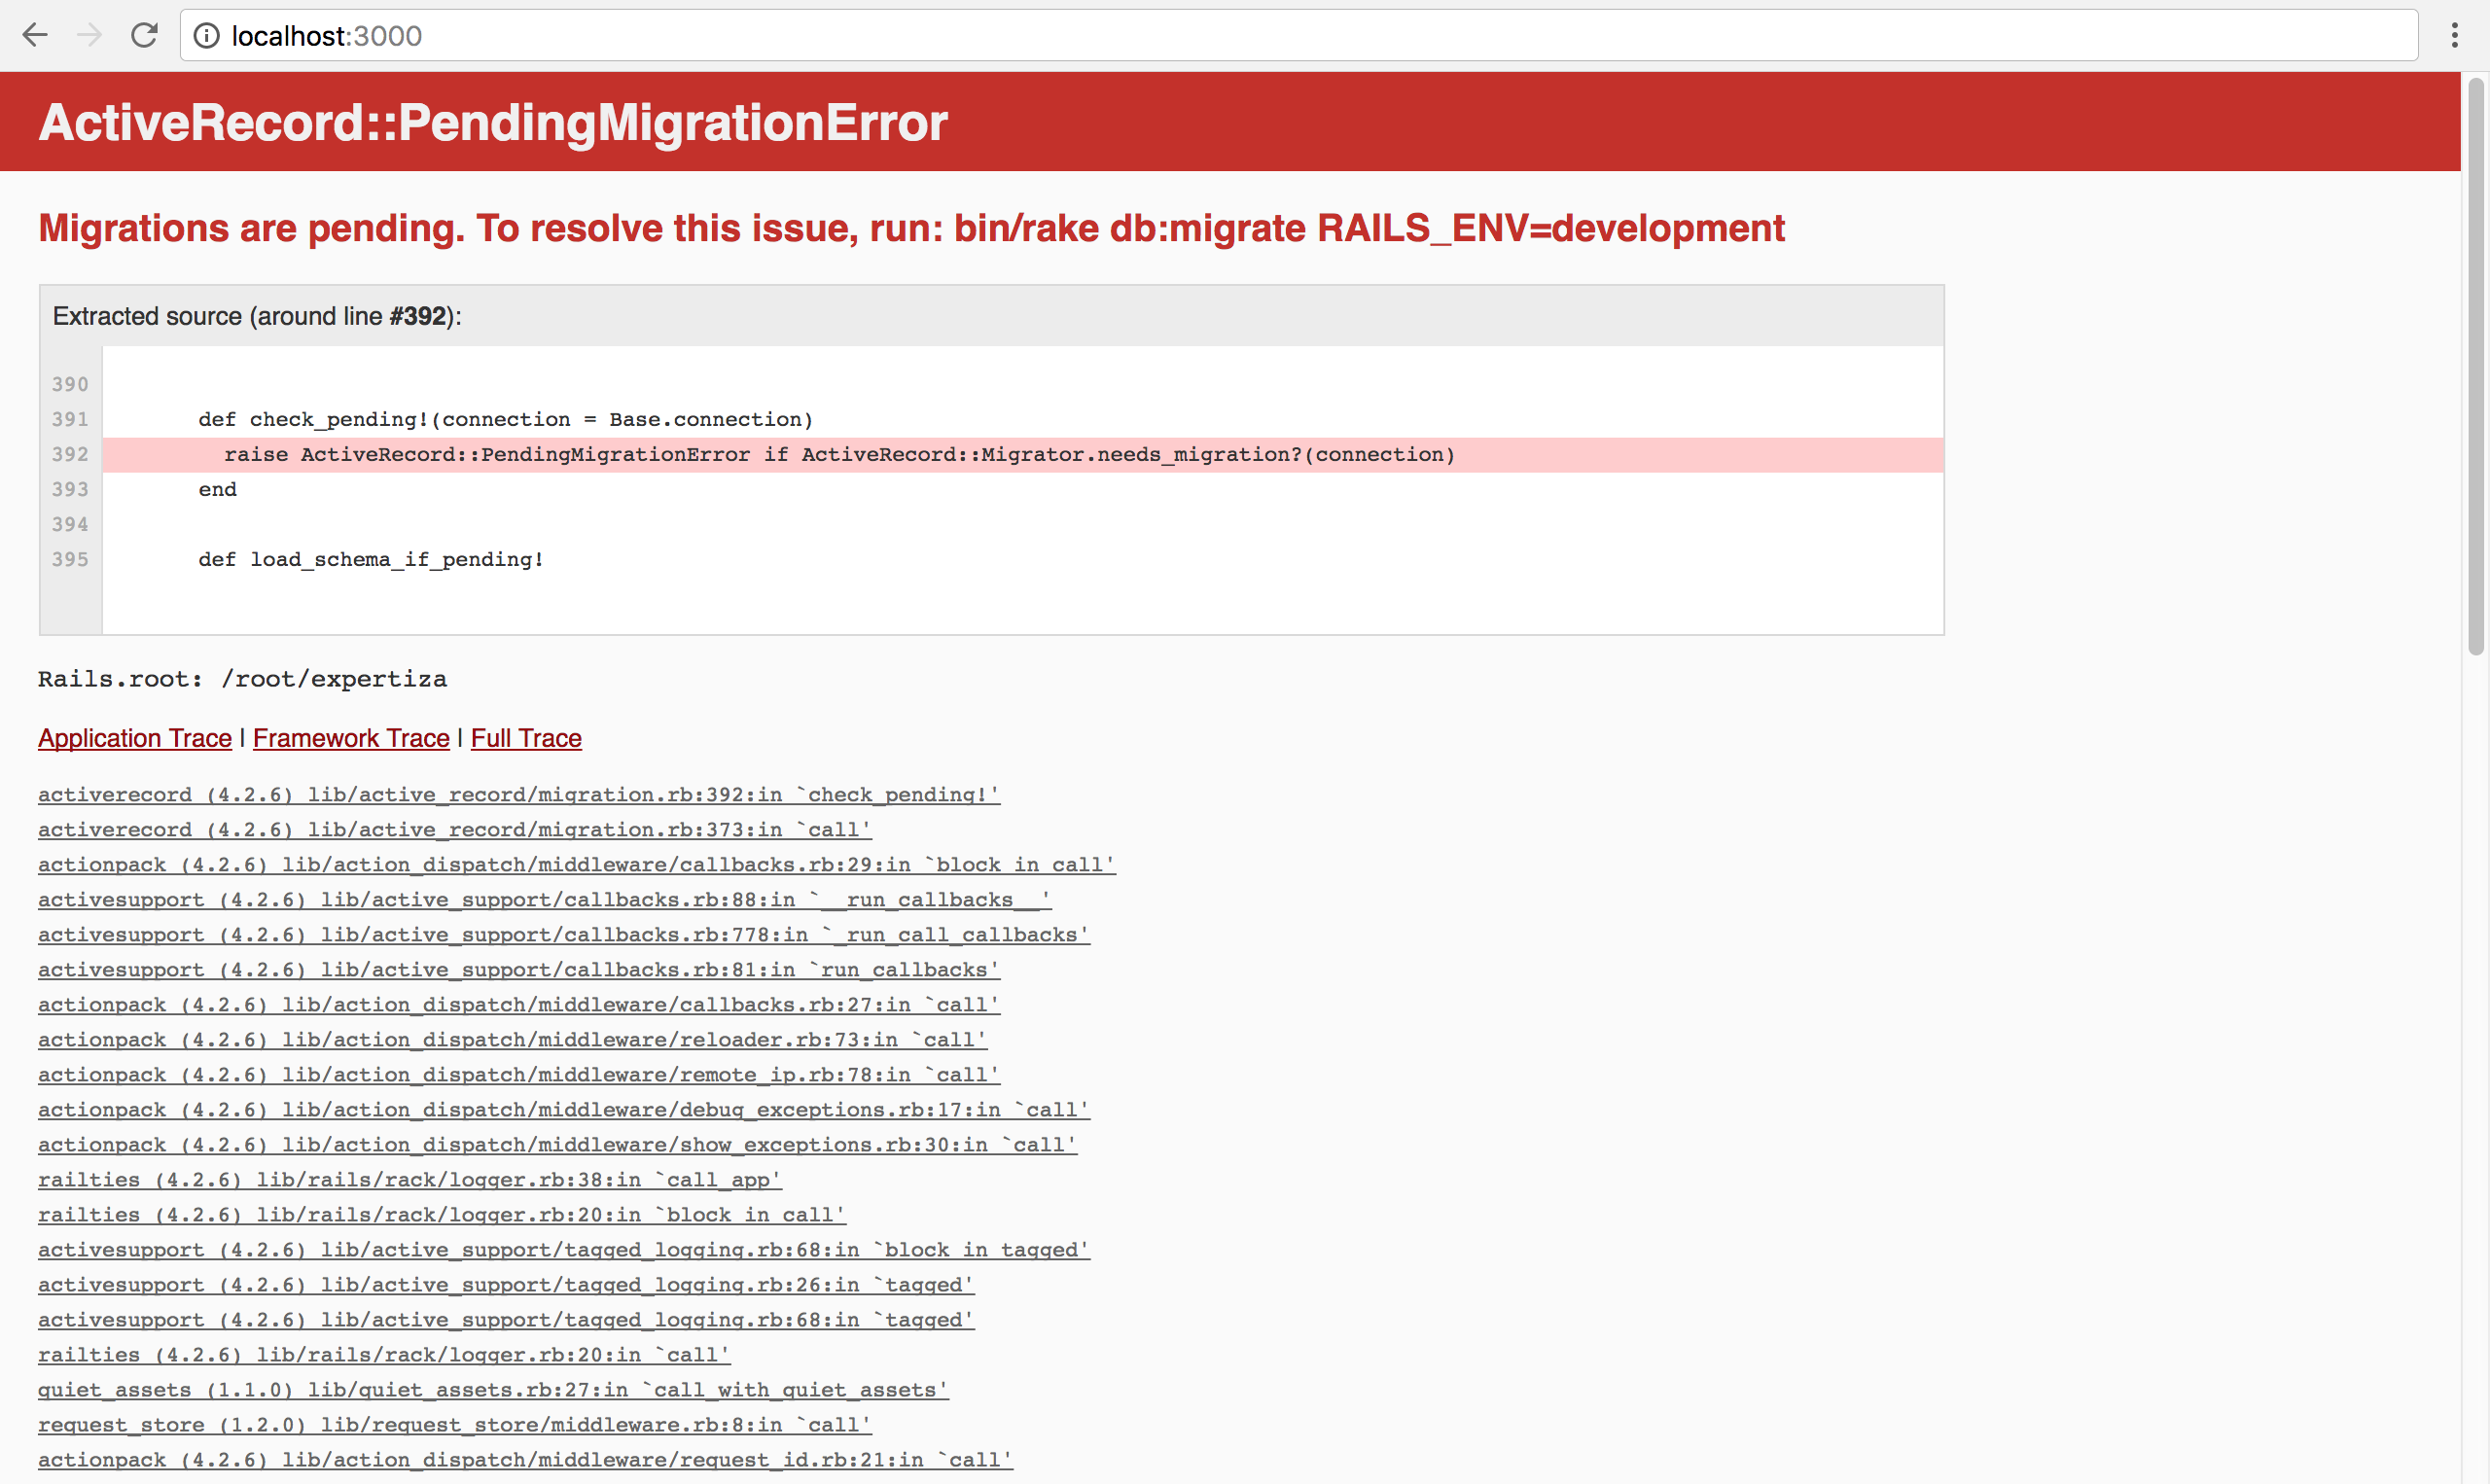 localhost:3000
ActiveRecord::PendingMigrationError
Migrations are pending. To resolve this issue, run: bin/rake db:migrate RAILS_ENV=development
Extracted source (around line #392):
390
391 def check_pending!(connection = Base.connection)
392 raise ActiveRecord::PendingMigrationError if ActiveRecord::Migrator.needs_migration?(connection)
393 end
394
395 def load_schema_if_pending!
Rails.root: /root/expertiza
Application Trace | Framework Trace | Full Trace
activerecord (4.2.6) lib/active_record/migration.rb:392:in `check_pending!'
activerecord (4.2.6) lib/active_record/migration.rb:373:in `call'
actionpack (4.2.6) lib/action_dispatch/middleware/callbacks.rb:29:in `block in call'
activesupport (4.2.6) lib/active_support/callbacks.rb:88:in `__run_callbacks__'
activesupport (4.2.6) lib/active_support/callbacks.rb:778:in `_run_call_callbacks'
activesupport (4.2.6) lib/active_support/callbacks.rb:81:in `run_callbacks'
actionpack (4.2.6) lib/action_dispatch/middleware/callbacks.rb:27:in `call'
actionpack (4.2.6) lib/action_dispatch/middleware/reloader.rb:73:in `call'
actionpack (4.2.6) lib/action_dispatch/middleware/remote_ip.rb:78:in `call'
actionpack (4.2.6) lib/action_dispatch/middleware/debug_exceptions.rb:17:in `call'
actionpack (4.2.6) lib/action_dispatch/middleware/show_exceptions.rb:30:in `call'
railties (4.2.6) lib/rails/rack/logger.rb:38:in `call_app'
railties (4.2.6) lib/rails/rack/logger.rb:20:in `block in call'
activesupport (4.2.6) lib/active_support/tagged_logging.rb:68:in `block in tagged'
activesupport (4.2.6) lib/active_support/tagged_logging.rb:26:in `tagged'
activesupport (4.2.6) lib/active_support/tagged_logging.rb:68:in `tagged'
railties (4.2.6) lib/rails/rack/logger.rb:20:in `call'
quiet_assets (1.1.0) lib/quiet_assets.rb:27:in `call_with_quiet_assets'
request_store (1.2.0) lib/request_store/middleware.rb:8:in `call'
actionpack (4.2.6) lib/action_dispatch/middleware/request_id.rb:21:in `call'